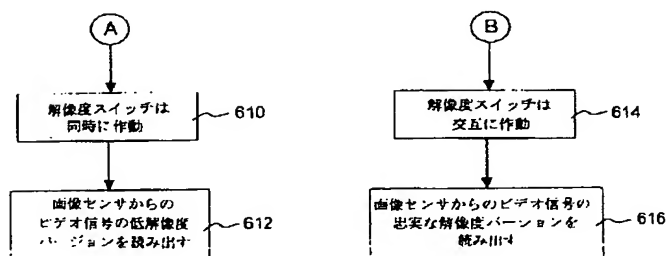 A
B
解像度スイッチは
同時に作動
610
解像度スイッチは
交互に作動
614
画像センサからの
ビデオ信号の低解像度
バージョンを読み出す
612
画像センサからのビデオ信号の
忠実な解像度バージョンを
読み出す
616